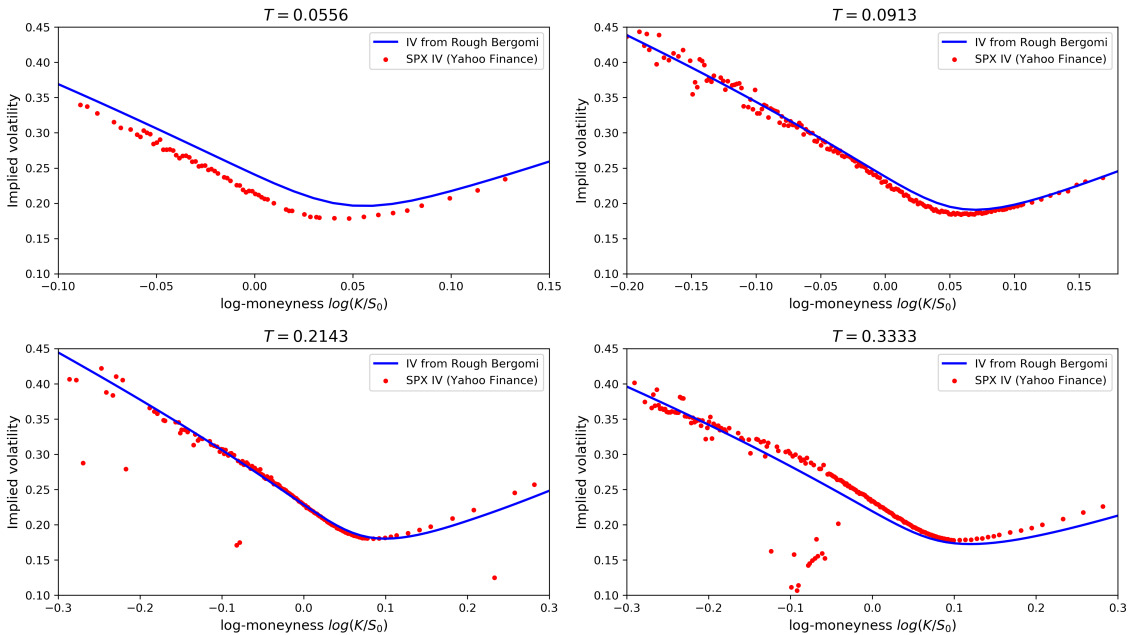 T = 0.0556
0.45
0.40
0.35
0.30
0.25
0.20
0.15
0.10
Implied volatility
IV from Rough Bergomi
SPX IV (Yahoo Finance)
−0.10 −0.05 0.00 0.05 0.10 0.15
log-moneyness log(K/S₀)
T = 0.0913
0.45
0.40
0.35
0.30
0.25
0.20
0.15
0.10
Implid volatility
IV from Rough Bergomi
SPX IV (Yahoo Finance)
−0.20 −0.15 −0.10 −0.05 0.00 0.05 0.10 0.15
log-moneyness log(K/S₀)
T = 0.2143
0.45
0.40
0.35
0.30
0.25
0.20
0.15
0.10
Implied volatility
IV from Rough Bergomi
SPX IV (Yahoo Finance)
−0.3 −0.2 −0.1 0.0 0.1 0.2 0.3
log-moneyness log(K/S₀)
T = 0.3333
0.45
0.40
0.35
0.30
0.25
0.20
0.15
0.10
Implied volatility
IV from Rough Bergomi
SPX IV (Yahoo Finance)
−0.3 −0.2 −0.1 0.0 0.1 0.2 0.3
log-moneyness log(K/S₀)